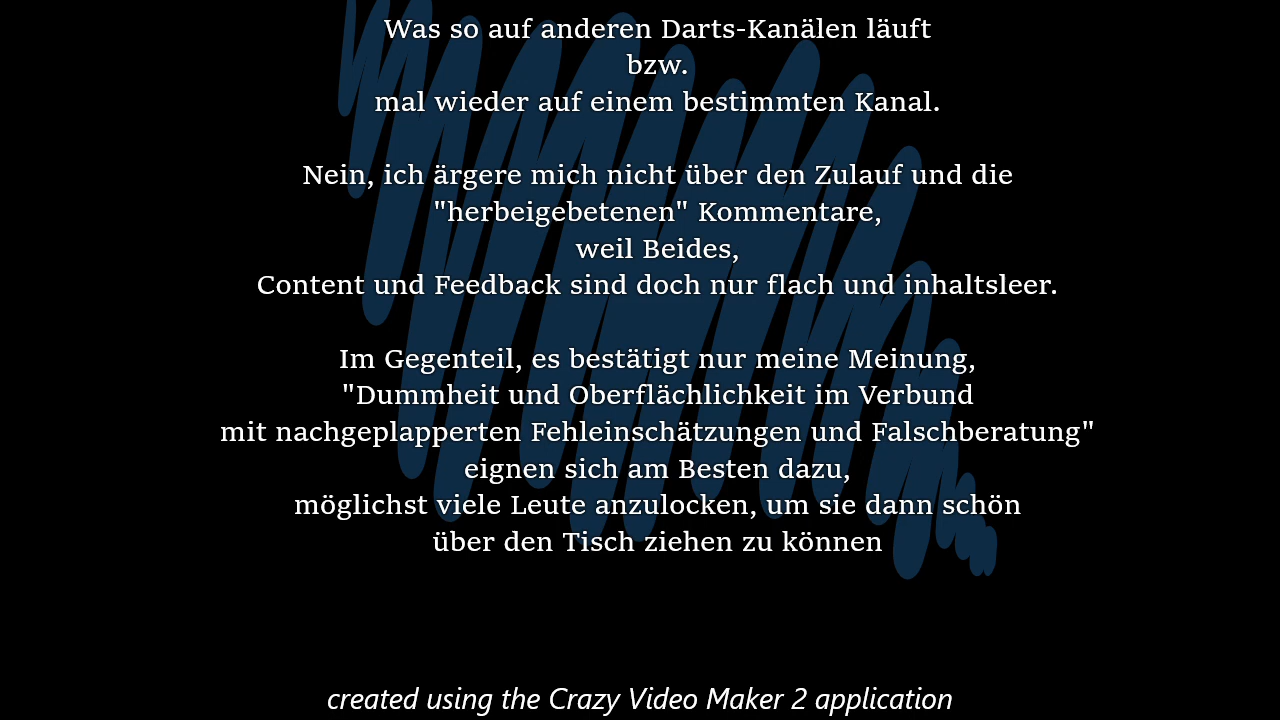 Was so auf anderen Darts-Kanälen läuft
bzw.
mal wieder auf einem bestimmten Kanal.
Nein, ich ärgere mich nicht über den Zulauf und die
"herbeigebetenen" Kommentare,
weil Beides,
Content und Feedback sind doch nur flach und inhaltsleer.
Im Gegenteil, es bestätigt nur meine Meinung,
"Dummheit und Oberflächlichkeit im Verbund
mit nachgeplapperten Fehleinschätzungen und Falschberatung"
eignen sich am Besten dazu,
möglichst viele Leute anzulocken, um sie dann schön
über den Tisch ziehen zu können
created using the Crazy Video Maker 2 application